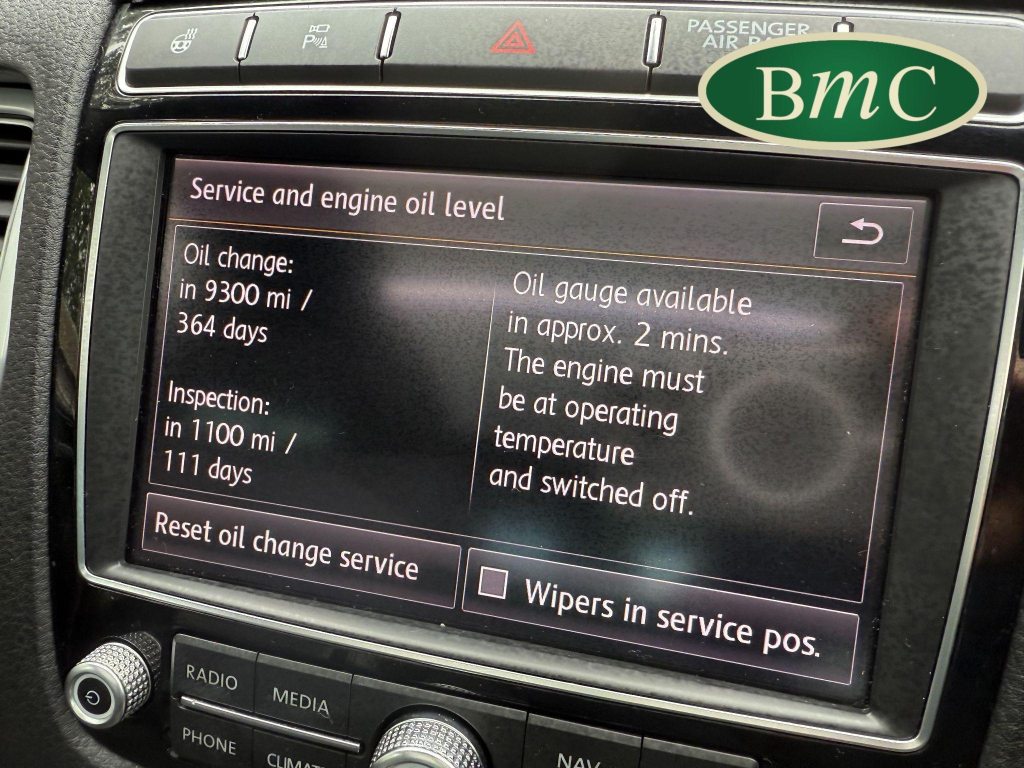 PASSENGER
AIR
BMC
Service and engine oil level
Oil change:
in 9300 mi /
364 days
Inspection:
in 1100 mi /
111 days
Oil gauge available
in approx. 2 mins.
The engine must
be at operating
temperature
and switched off.
Reset oil change service
Wipers in service pos.
RADIO
MEDIA
PHONE
NAV